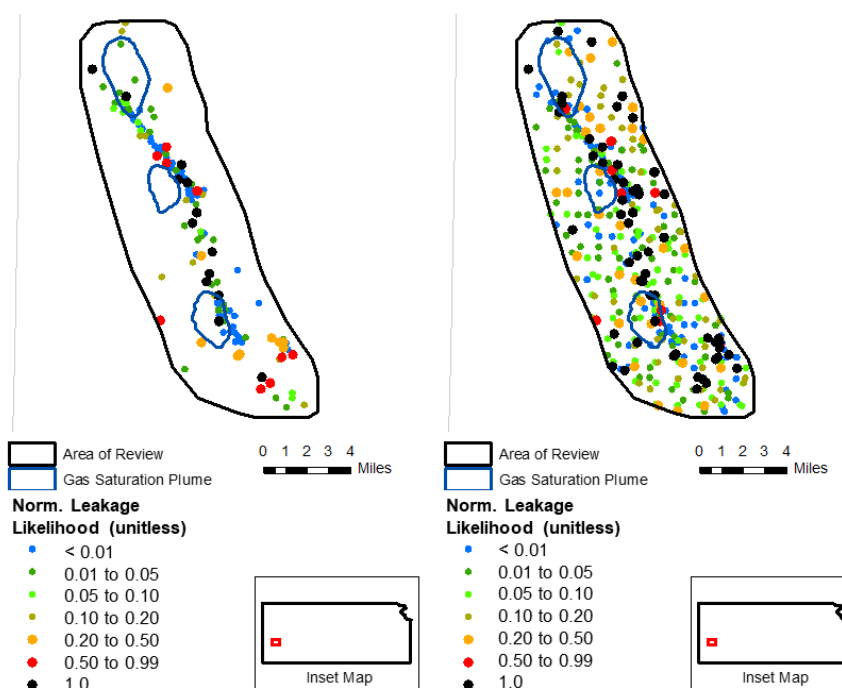 Area of Review
Gas Saturation Plume
0 1 2 3 4
Miles
Norm. Leakage
Likelihood (unitless)
< 0.01
0.01 to 0.05
0.05 to 0.10
0.10 to 0.20
0.20 to 0.50
0.50 to 0.99
1.0
Inset Map
Area of Review
Gas Saturation Plume
0 1 2 3 4
Miles
Norm. Leakage
Likelihood (unitless)
< 0.01
0.01 to 0.05
0.05 to 0.10
0.10 to 0.20
0.20 to 0.50
0.50 to 0.99
1.0
Inset Map